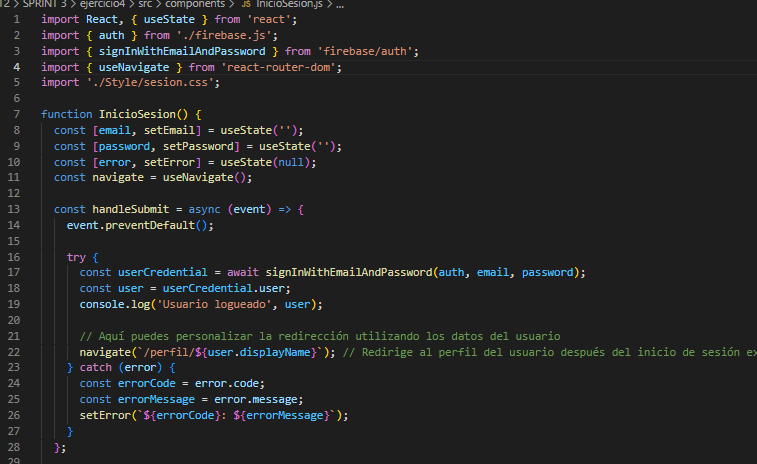 T2 > SPRINT 3 > ejercicio4 > src > components > JS InicioSesion.js > ...
1 import React, { useState } from 'react';
2 import { auth } from './firebase.js';
3 import { signInWithEmailAndPassword } from 'firebase/auth';
4 import { useNavigate } from 'react-router-dom';
5 import './Style/sesion.css';
6
7 function InicioSesion() {
8 const [email, setEmail] = useState('');
9 const [password, setPassword] = useState('');
10 const [error, setError] = useState(null);
11 const navigate = useNavigate();
12
13 const handleSubmit = async (event) => {
14 event.preventDefault();
15
16 try {
17 const userCredential = await signInWithEmailAndPassword(auth, email, password);
18 const user = userCredential.user;
19 console.log('Usuario logueado', user);
20
21 // Aquí puedes personalizar la redirección utilizando los datos del usuario
22 navigate(`/perfil/${user.displayName}`); // Redirige al perfil del usuario después del inicio de sesión ex
23 } catch (error) {
24 const errorCode = error.code;
25 const errorMessage = error.message;
26 setError(`${errorCode}: ${errorMessage}`);
27 }
28 };
29